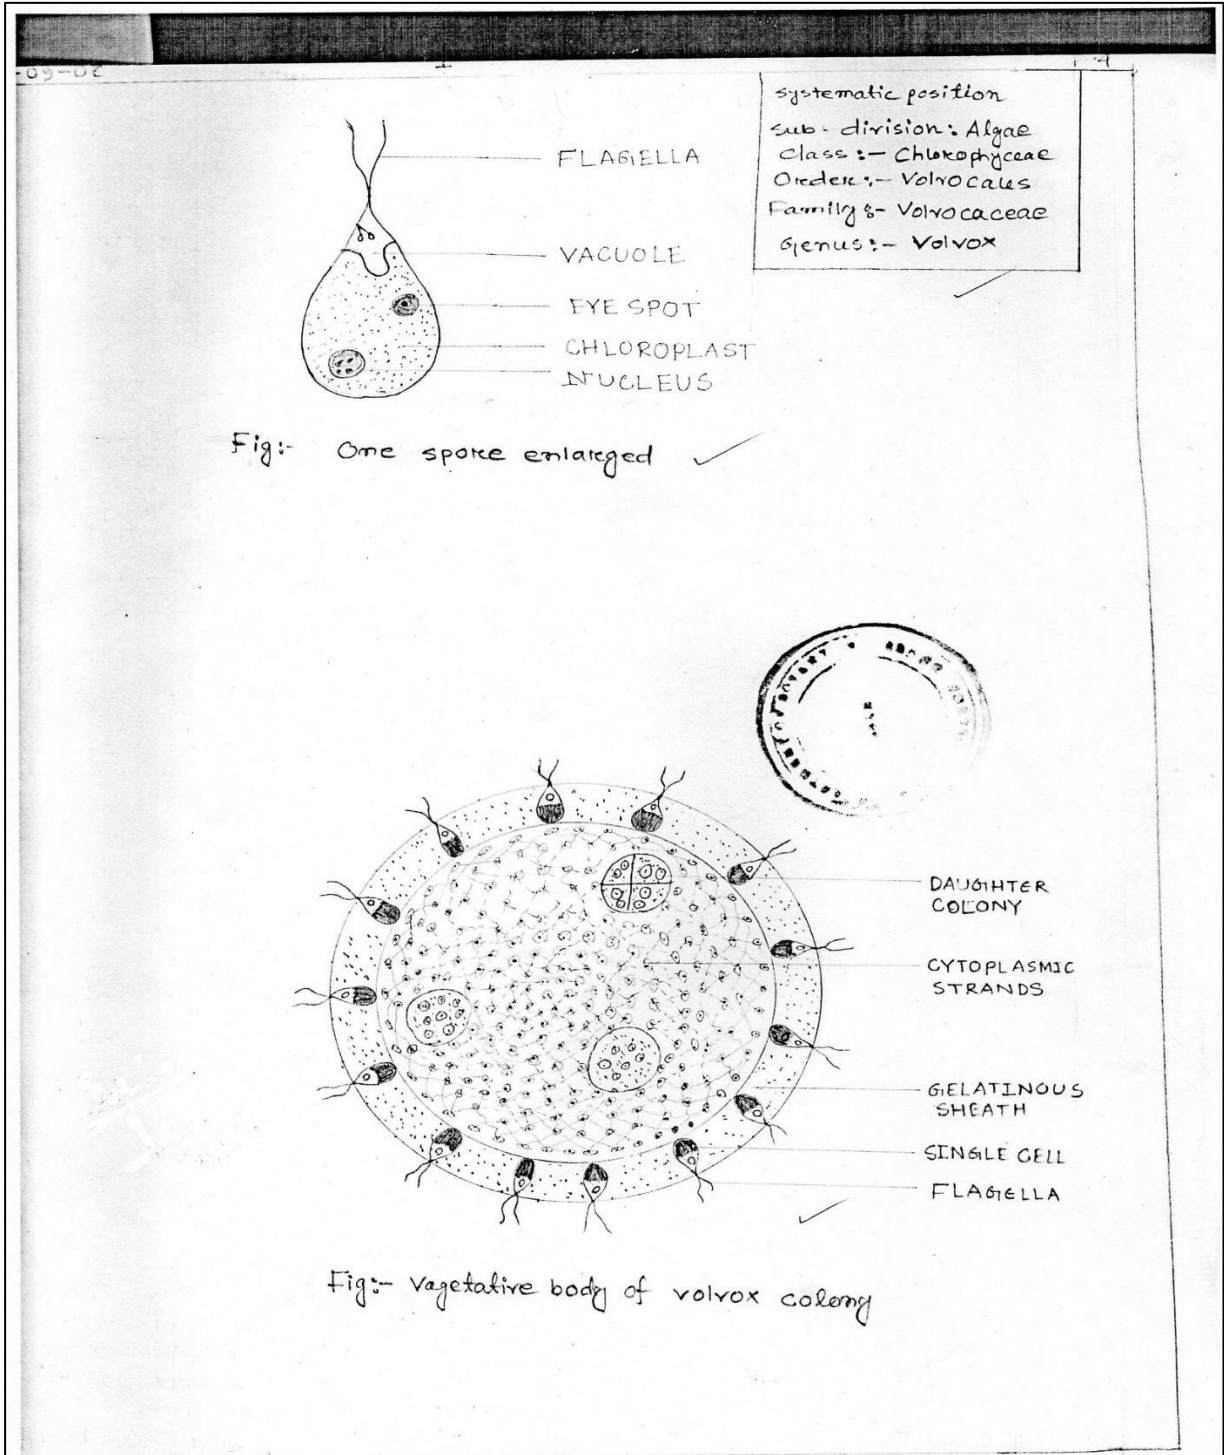 systematic position
Sub-division: Algae
Class:- Chlorophyceae
Order:- Volvocales
Family:- Volvocaceae
Genus:- Volvox
FLAGELLA
VACUOLE
EYE SPOT
CHLOROPLAST
NUCLEUS
Fig:- One spore enlarged
DAUGHTER
COLONY
CYTOPLASMIC
STRANDS
GELATINOUS
SHEATH
SINGLE CELL
FLAGELLA
Fig:- Vagetative body of volvox colony